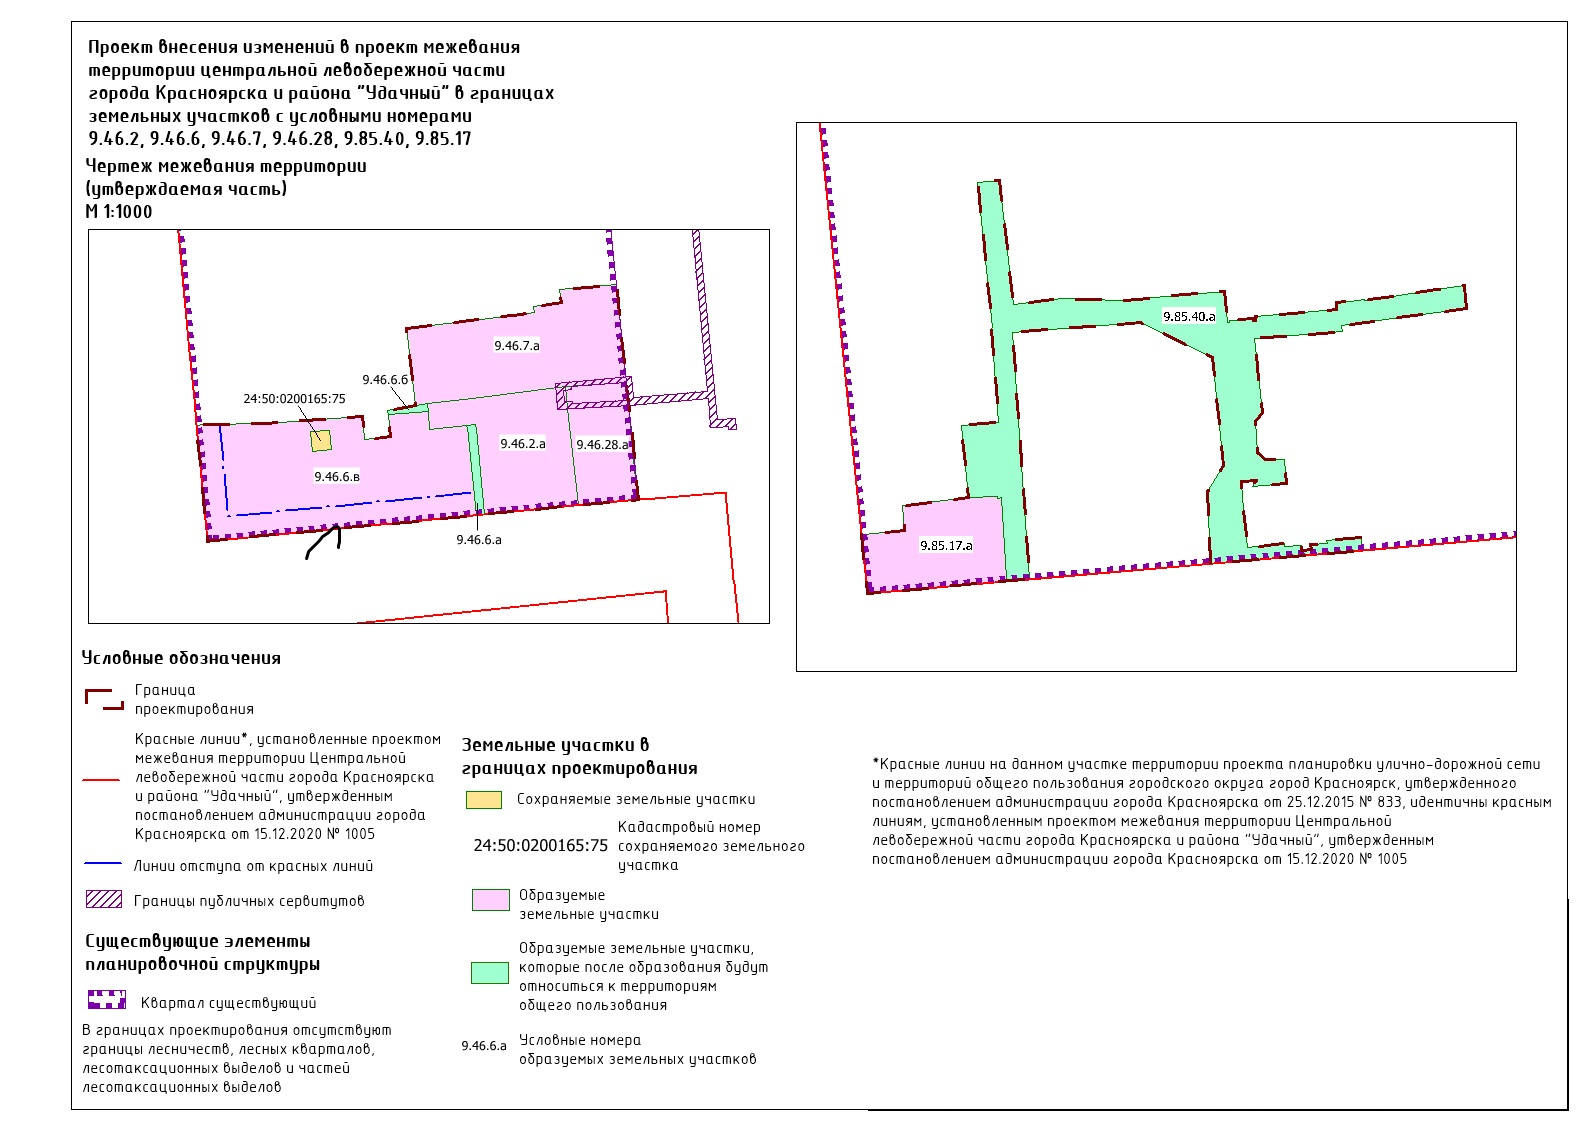 Проект внесения изменений в проект межевания
территории центральной левобережной части
города Красноярска и района "Удачный" в границах
земельных участков с условными номерами
9.46.2, 9.46.6, 9.46.7, 9.46.28, 9.85.40, 9.85.17
Чертеж межевания территории
(утверждаемая часть)
М 1:1000
9.46.7.а
9.46.6.б
24:50:0200165:75
9.46.2.а
9.46.28.а
9.46.6.в
9.46.6.а
9.85.40.а
9.85.17.а
Условные обозначения
Граница
проектирования
Красные линии*, установленные проектом
межевания территории Центральной
левобережной части города Красноярска
и района "Удачный", утвержденным
постановлением администрации города
Красноярска от 15.12.2020 № 1005
Линии отступа от красных линий
Границы публичных сервитутов
Существующие элементы
планировочной структуры
Квартал существующий
В границах проектирования отсутствуют
границы лесничеств, лесных кварталов,
лесотаксационных выделов и частей
лесотаксационных выделов
Земельные участки в
границах проектирования
Сохраняемые земельные участки
24:50:0200165:75
Кадастровый номер
сохраняемого земельного
участка
Образуемые
земельные участки
Образуемые земельные участки,
которые после образования будут
относиться к территориям
общего пользования
9.46.6.а
Условные номера
образуемых земельных участков
*Красные линии на данном участке территории проекта планировки улично-дорожной сети
и территорий общего пользования городского округа город Красноярск, утвержденного
постановлением администрации города Красноярска от 25.12.2015 № 833, идентичны красным
линиям, установленным проектом межевания территории Центральной
левобережной части города Красноярска и района "Удачный", утвержденным
постановлением администрации города Красноярска от 15.12.2020 № 1005